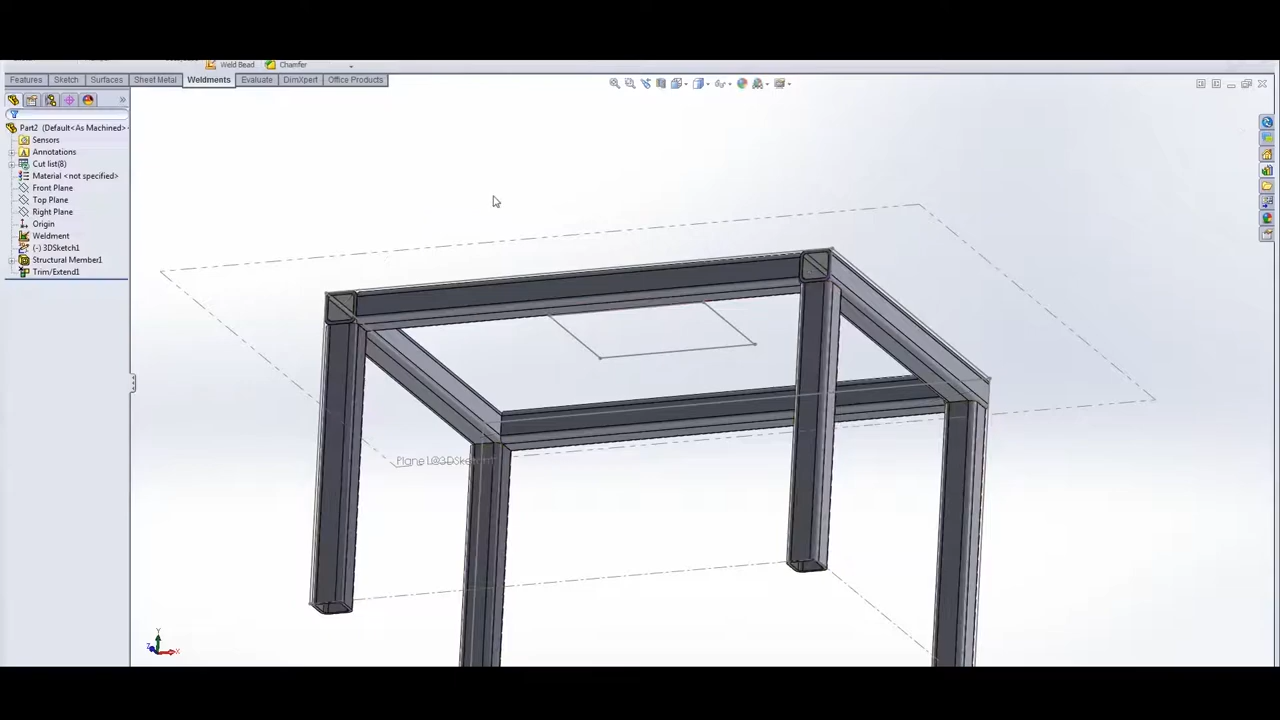 Weld Bead Chamfer
Features Sketch Surfaces Sheet Metal Weldments Evaluate DimXpert Office Products
Part2 (Default<As Machined>
Sensors
Annotations
Cut list(8)
Material <not specified>
Front Plane
Top Plane
Right Plane
Origin
Weldment
(-) 3DSketch1
Structural Member1
Trim/Extend1
Plane1@3DSketch1
Y
Z
X